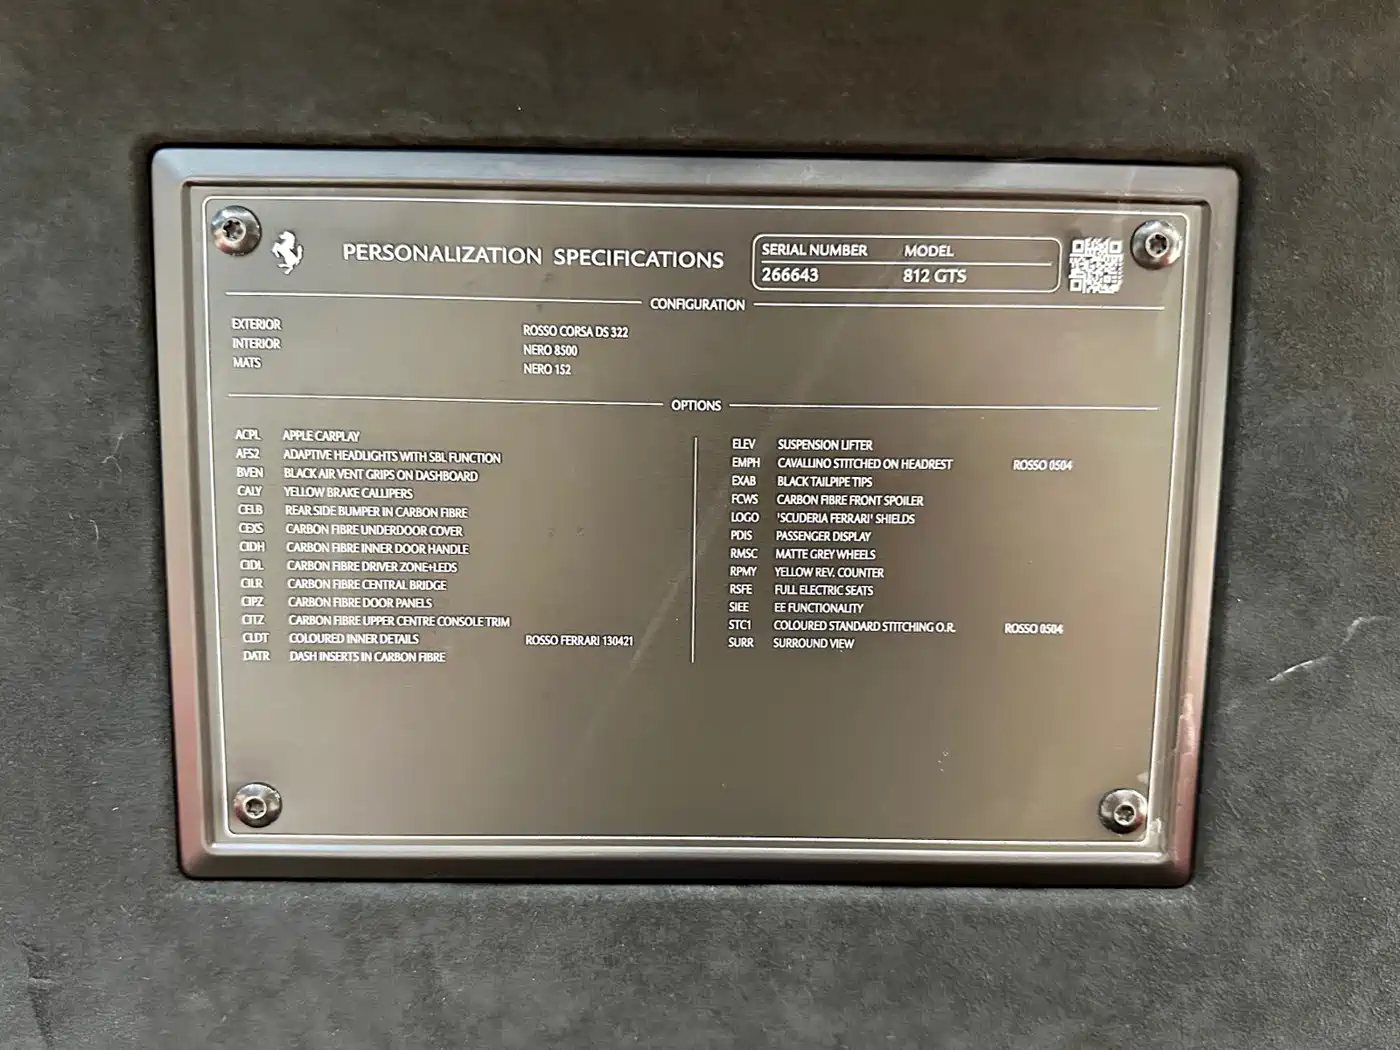 PERSONALIZATION SPECIFICATIONS
SERIAL NUMBER MODEL
266643 812 GTS
CONFIGURATION
EXTERIOR ROSSO CORSA DS 322
INTERIOR NERO 8500
MATS NERO 152
OPTIONS
ACPL APPLE CARPLAY
AFS2 ADAPTIVE HEADLIGHTS WITH SBL FUNCTION
BVEN BLACK AIR VENT GRIPS ON DASHBOARD
CALY YELLOW BRAKE CALLIPERS
CELB REAR SIDE BUMPER IN CARBON FIBRE
CEXS CARBON FIBRE UNDERDOOR COVER
CIDH CARBON FIBRE INNER DOOR HANDLE
CIDL CARBON FIBRE DRIVER ZONE+LEDS
CILR CARBON FIBRE CENTRAL BRIDGE
CIPZ CARBON FIBRE DOOR PANELS
CITZ CARBON FIBRE UPPER CENTRE CONSOLE TRIM
CLDT COLOURED INNER DETAILS ROSSO FERRARI 130421
DATR DASH INSERTS IN CARBON FIBRE
ELEV SUSPENSION LIFTER
EMPH CAVALLINO STITCHED ON HEADREST ROSSO 0504
EXAB BLACK TAILPIPE TIPS
FCWS CARBON FIBRE FRONT SPOILER
LOGO 'SCUDERIA FERRARI' SHIELDS
PDIS PASSENGER DISPLAY
RMSC MATTE GREY WHEELS
RPMY YELLOW REV. COUNTER
RSFE FULL ELECTRIC SEATS
SIEE EE FUNCTIONALITY
STC1 COLOURED STANDARD STITCHING O.R. ROSSO 0504
SURR SURROUND VIEW